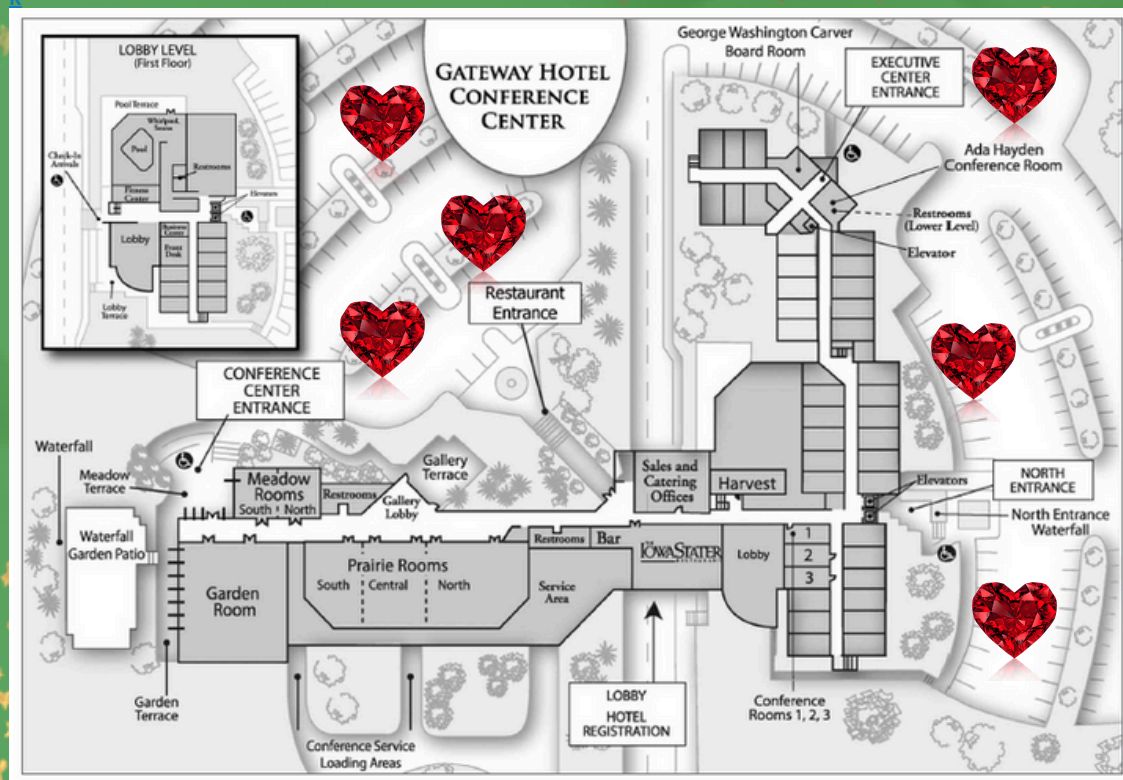 LOBBY LEVEL
(First Floor)
Pool Terrace
Whirlpool,
Sauna
Pool
Check-In
Arrivals
Restrooms
Fitness
Center
Elevators
Lobby
Business
Center
Front
Desk
Lobby
Terrace
GATEWAY HOTEL
CONFERENCE
CENTER
George Washington Carver
Board Room
EXECUTIVE
CENTER
ENTRANCE
Ada Hayden
Conference Room
Restrooms
(Lower Level)
Elevator
Restaurant
Entrance
CONFERENCE
CENTER
ENTRANCE
Waterfall
Meadow
Terrace
Meadow
Rooms
South
North
Restrooms
Gallery
Lobby
Gallery
Terrace
Sales and
Catering
Offices
Harvest
Elevators
NORTH
ENTRANCE
North Entrance
Waterfall
Waterfall
Garden Patio
Garden
Room
Prairie Rooms
South
Central
North
Restrooms
Bar
Service
Area
THE
IOWASTATER
RESTAURANT
Lobby
1
2
3
Garden
Terrace
Conference Service
Loading Areas
LOBBY
HOTEL
REGISTRATION
Conference
Rooms 1, 2, 3